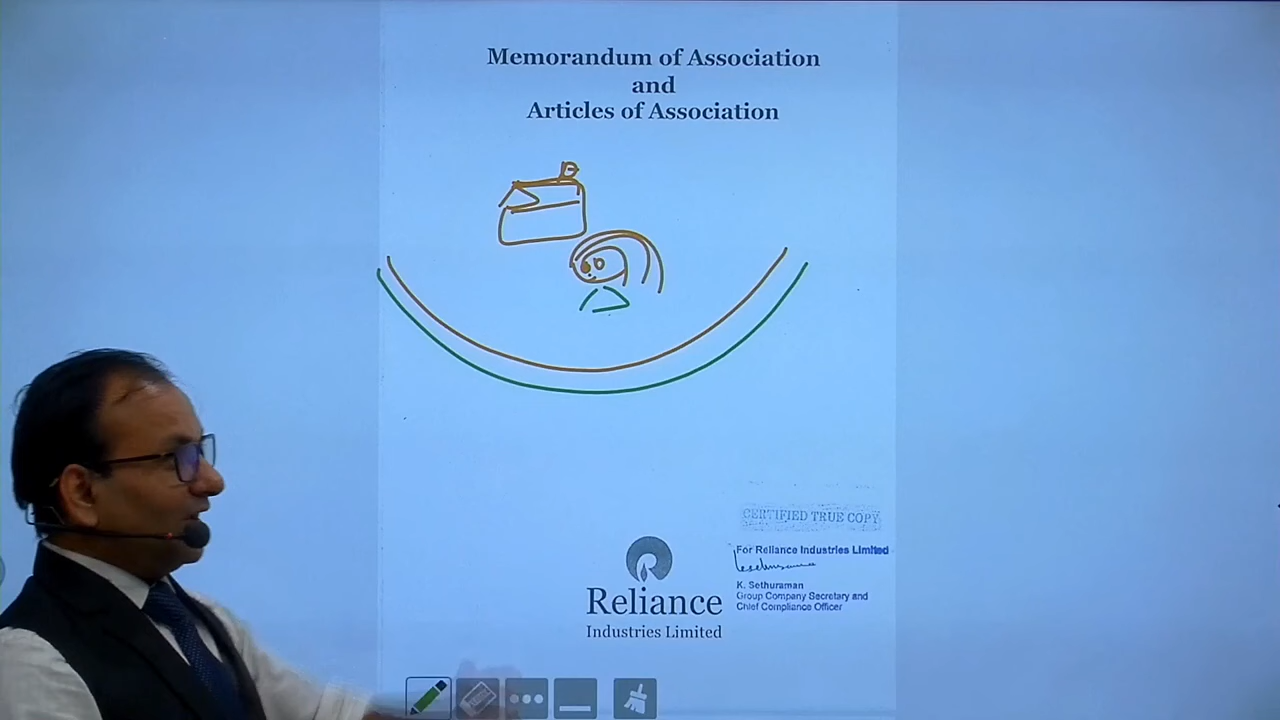 Memorandum of Association
and
Articles of Association
CERTIFIED TRUE COPY
For Reliance Industries Limited
K. Sethuraman
Group Company Secretary and
Chief Compliance Officer
Reliance
Industries Limited